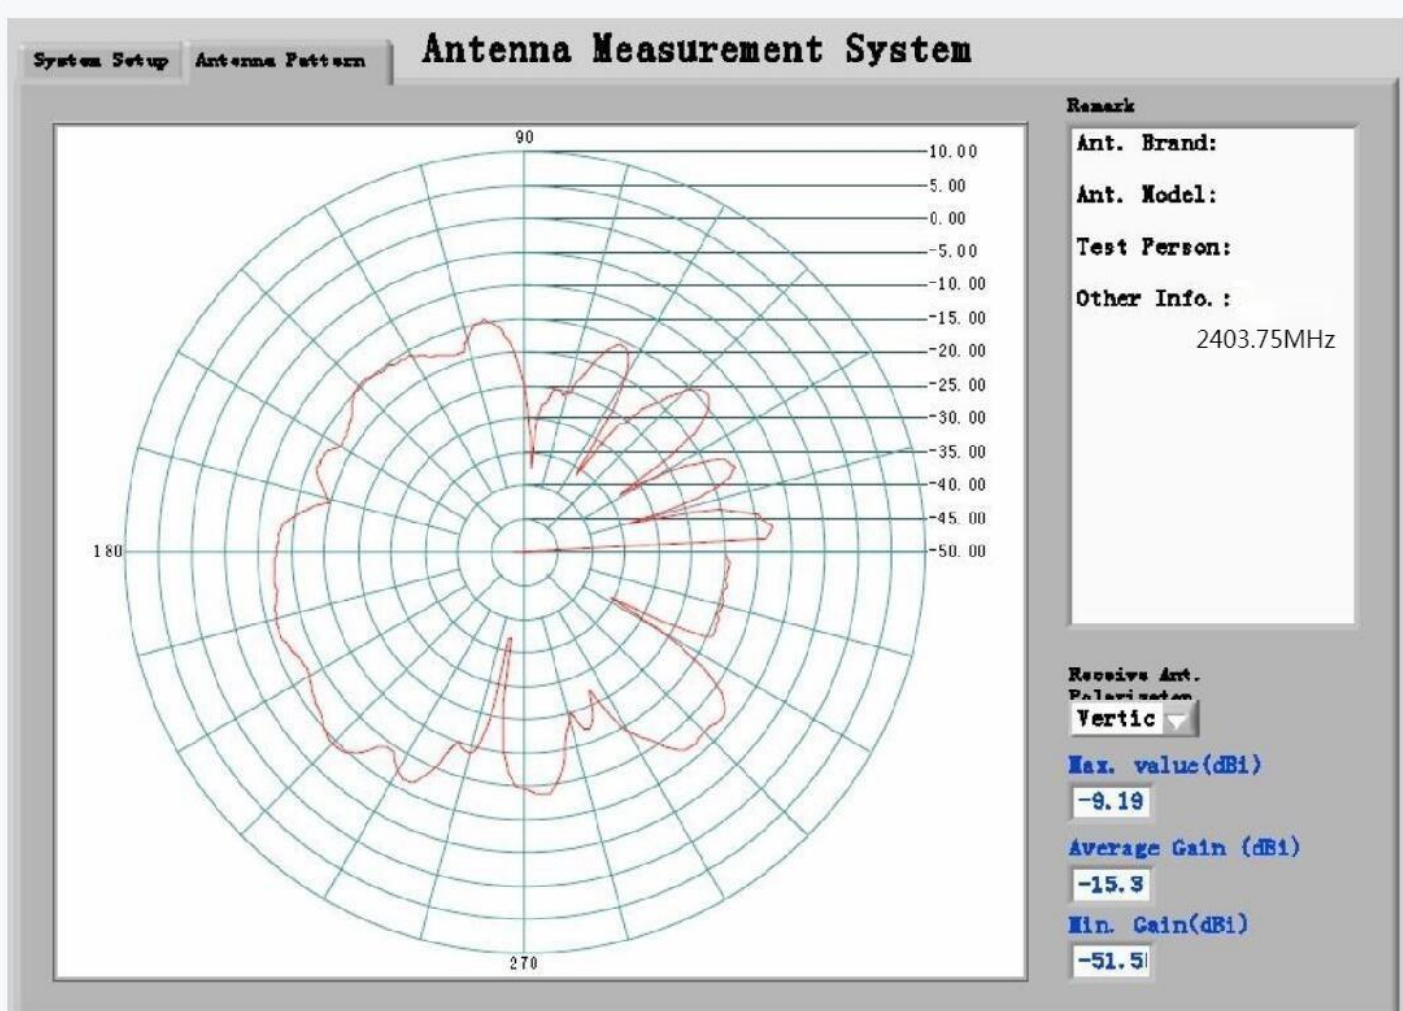 Antenna Measurement System
System Setup
Antenna Pattern
90
10.00
5.00
0.00
-5.00
-10.00
-15.00
-20.00
-25.00
-30.00
-35.00
-40.00
-45.00
-50.00
180
270
Remark
Ant. Brand:
Ant. Model:
Test Person:
Other Info.:
2403.75MHz
Receive Ant.
Polarization
Vertic
Max. value(dBi)
-9.19
Average Gain (dBi)
-15.3
Min. Gain(dBi)
-51.5